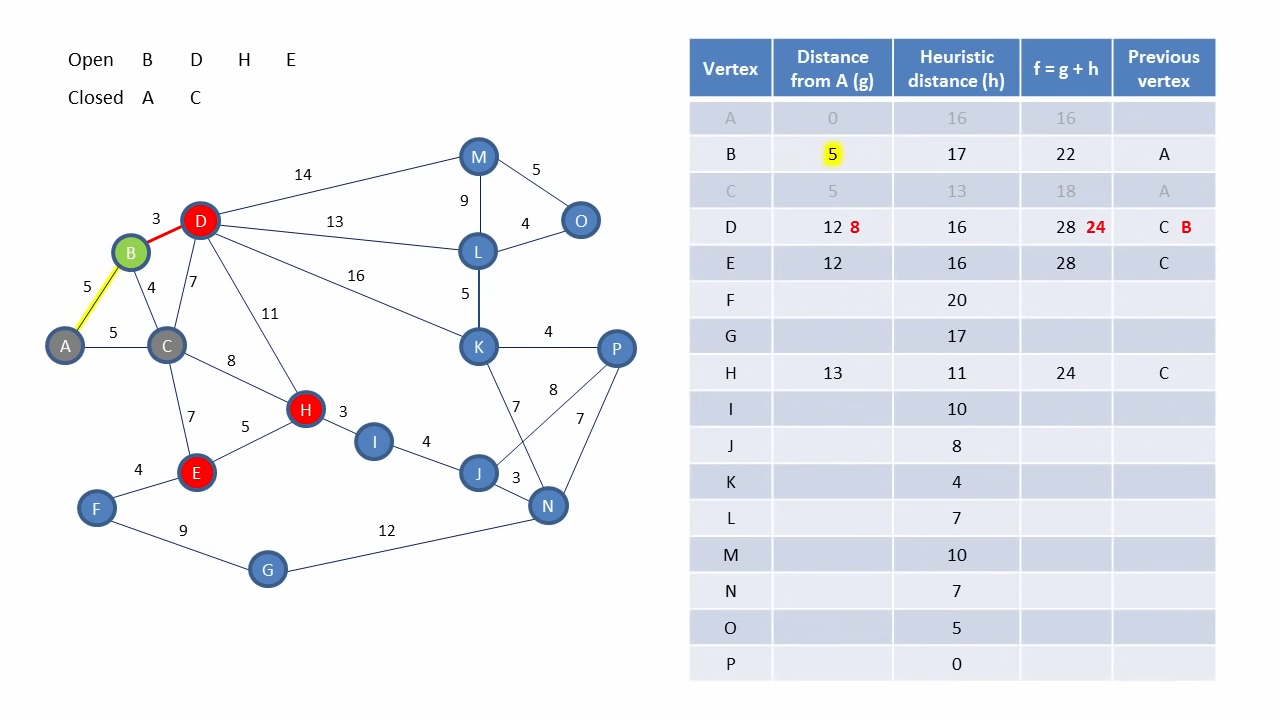 Open B D H E
Closed A C
M
14
5
9
3
D
O
13
4
L
B
16
5
4
7
5
11
5
A
C
K
4
P
8
8
7
7
H
3
7
5
I
4
4
E
J
3
F
N
9
12
G
Vertex Distance from A (g) Heuristic distance (h) f = g + h Previous vertex
A 0 16 16
B 5 17 22 A
C 5 13 18 A
D 12 8 16 28 24 C B
E 12 16 28 C
F 20
G 17
H 13 11 24 C
I 10
J 8
K 4
L 7
M 10
N 7
O 5
P 0